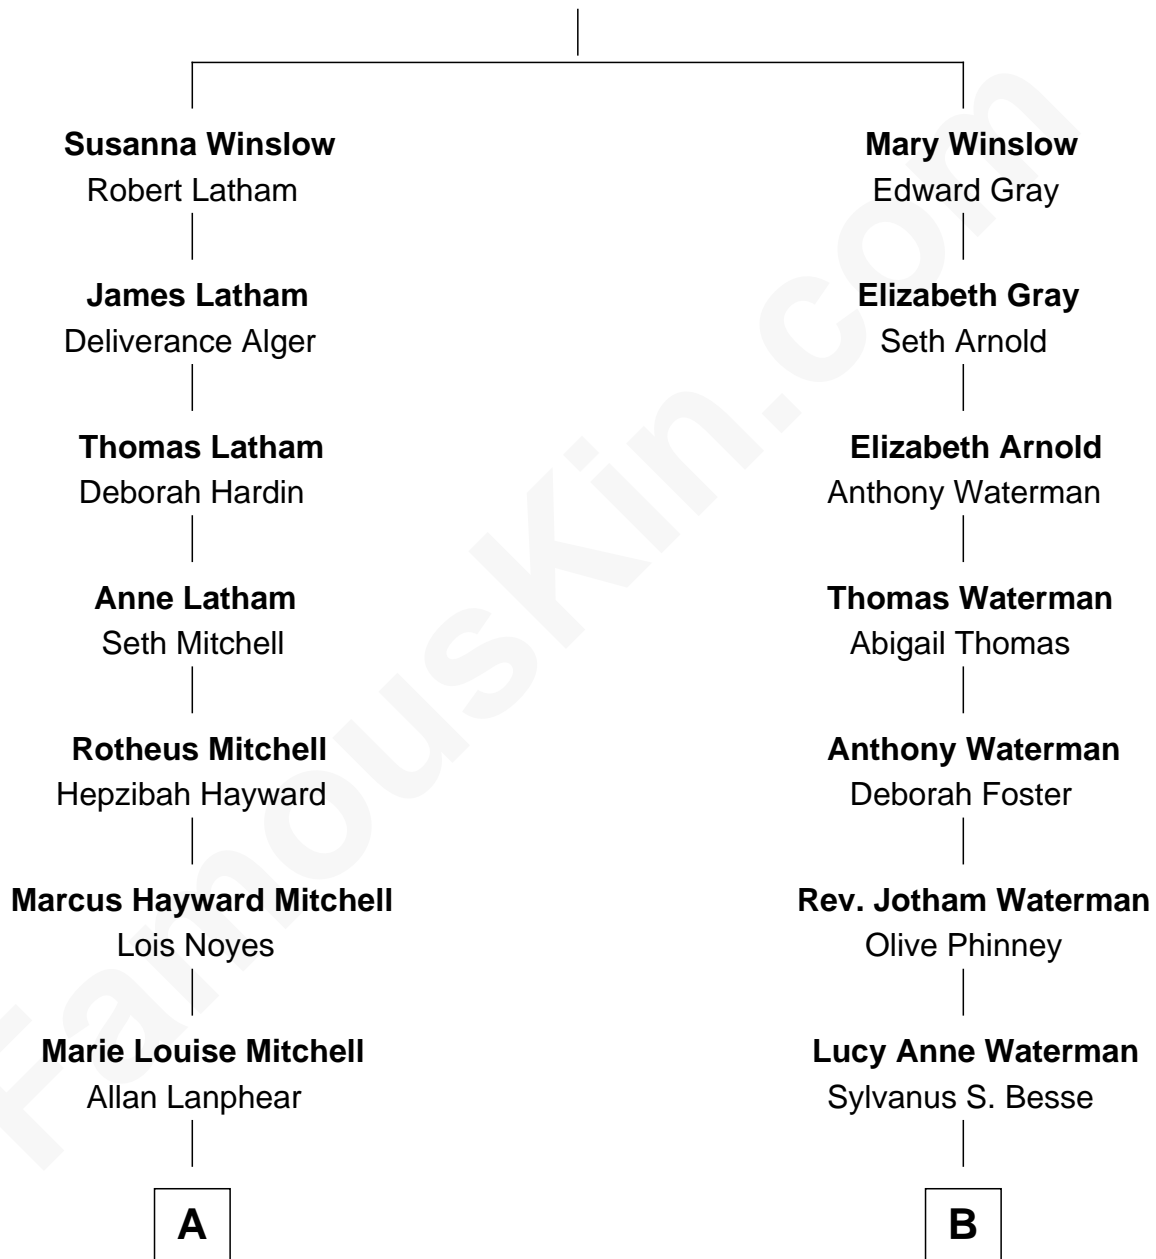 Susanna Winslow
Robert Latham
James Latham
Deliverance Alger
Thomas Latham
Deborah Hardin
Anne Latham
Seth Mitchell
Rotheus Mitchell
Hepzibah Hayward
Marcus Hayward Mitchell
Lois Noyes
Marie Louise Mitchell
Allan Lanphear
A
Mary Winslow
Edward Gray
Elizabeth Gray
Seth Arnold
Elizabeth Arnold
Anthony Waterman
Thomas Waterman
Abigail Thomas
Anthony Waterman
Deborah Foster
Rev. Jotham Waterman
Olive Phinney
Lucy Anne Waterman
Sylvanus S. Besse
B
FamousKin.com